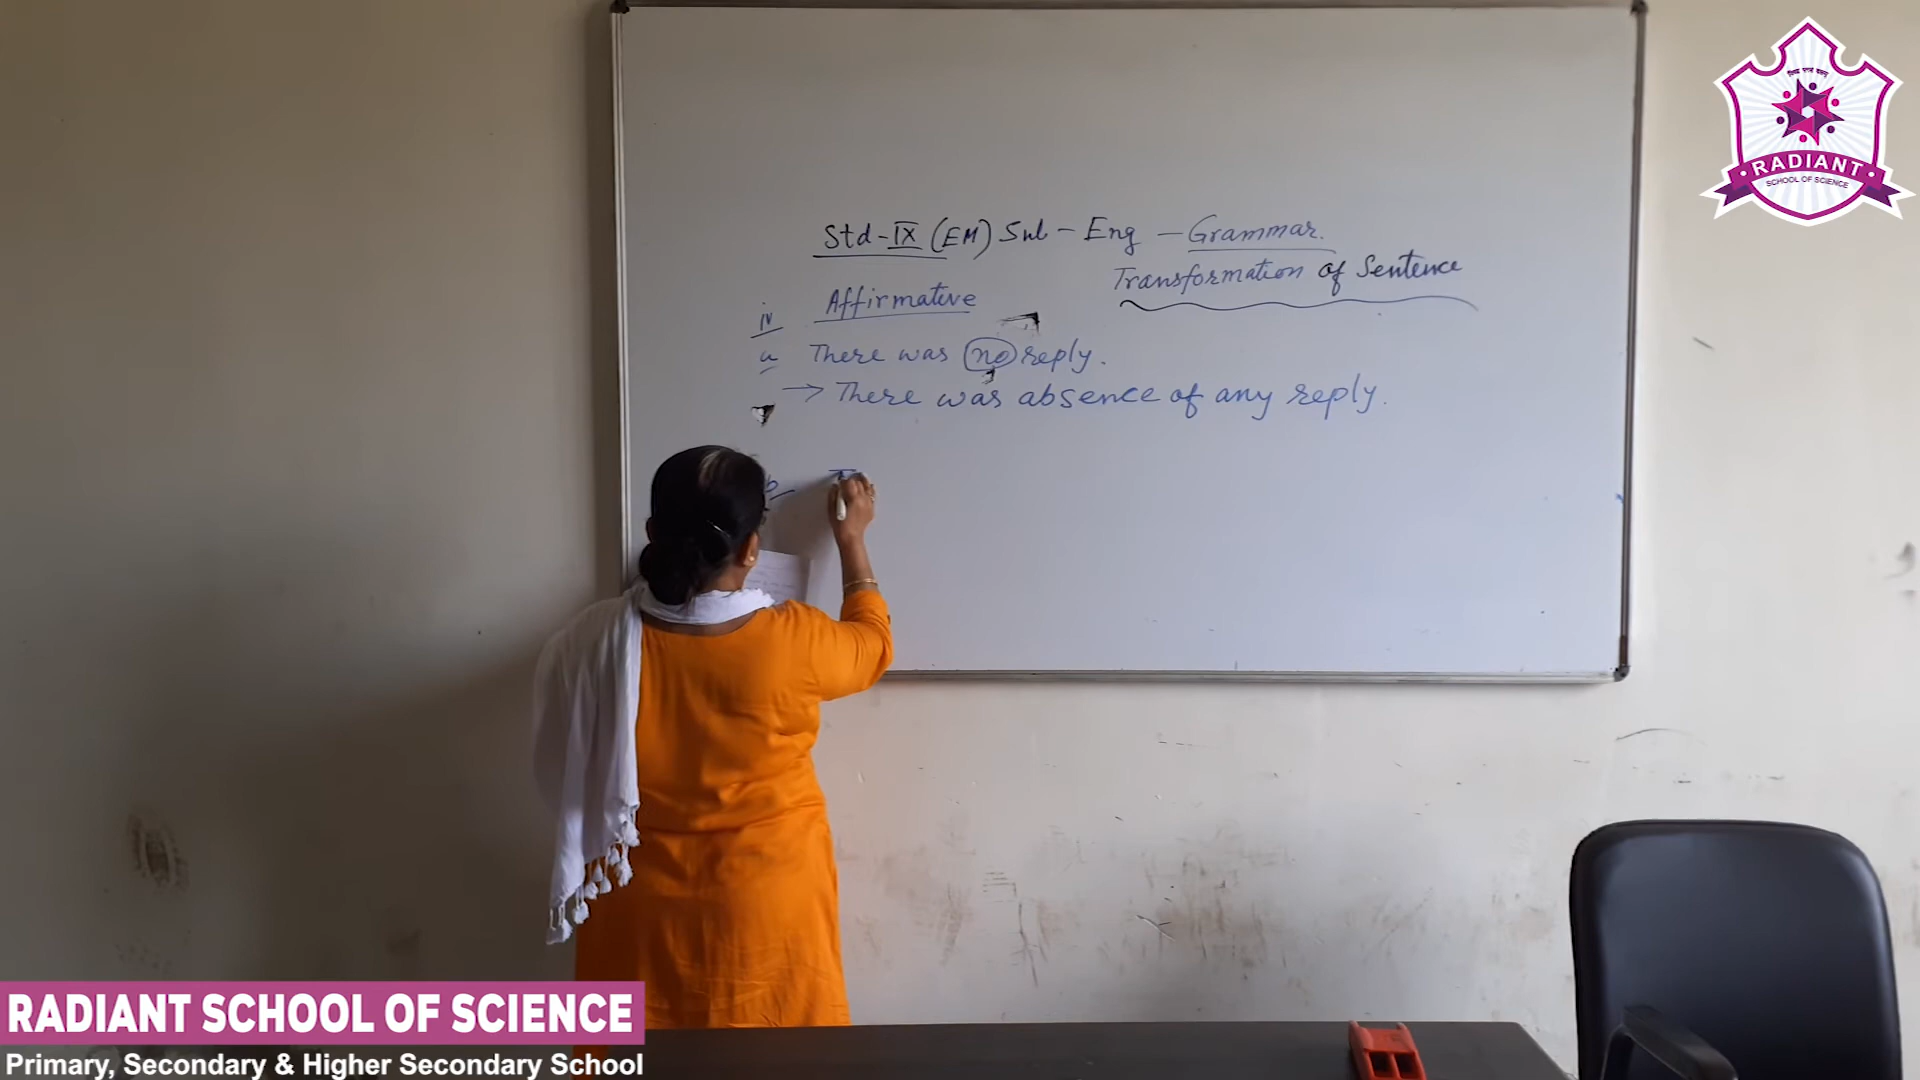 Std-IX (EM) Sub - Eng - Grammar.
Transformation of Sentence
iv Affirmative
a There was no reply.
→ There was absence of any reply.
b
RADIANT
SCHOOL OF SCIENCE
RADIANT SCHOOL OF SCIENCE
Primary, Secondary & Higher Secondary School